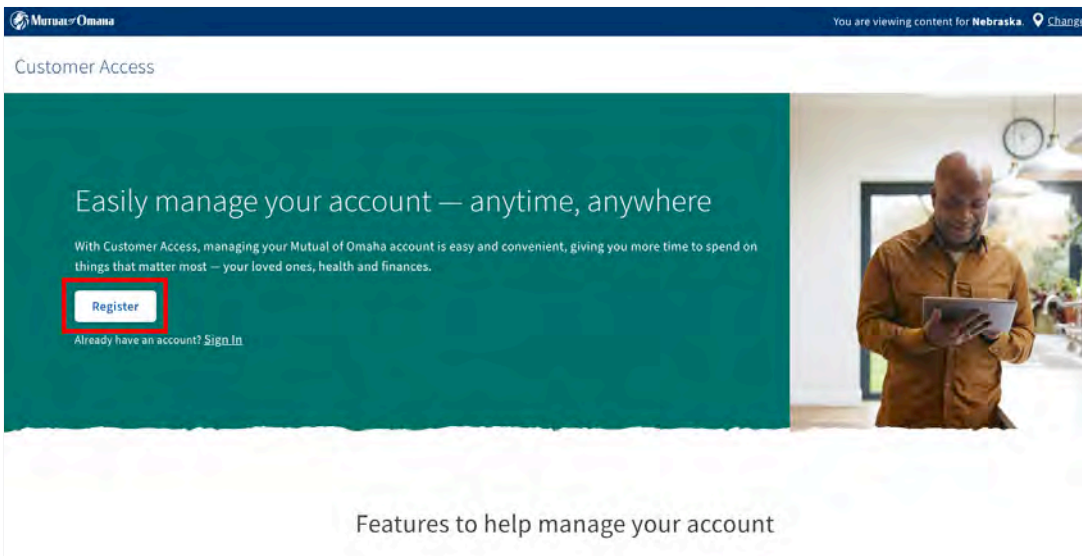 Mutual of Omaha
You are viewing content for Nebraska. Change
Customer Access
Easily manage your account — anytime, anywhere
With Customer Access, managing your Mutual of Omaha account is easy and convenient, giving you more time to spend on
things that matter most — your loved ones, health and finances.
Register
Already have an account? Sign In
Features to help manage your account